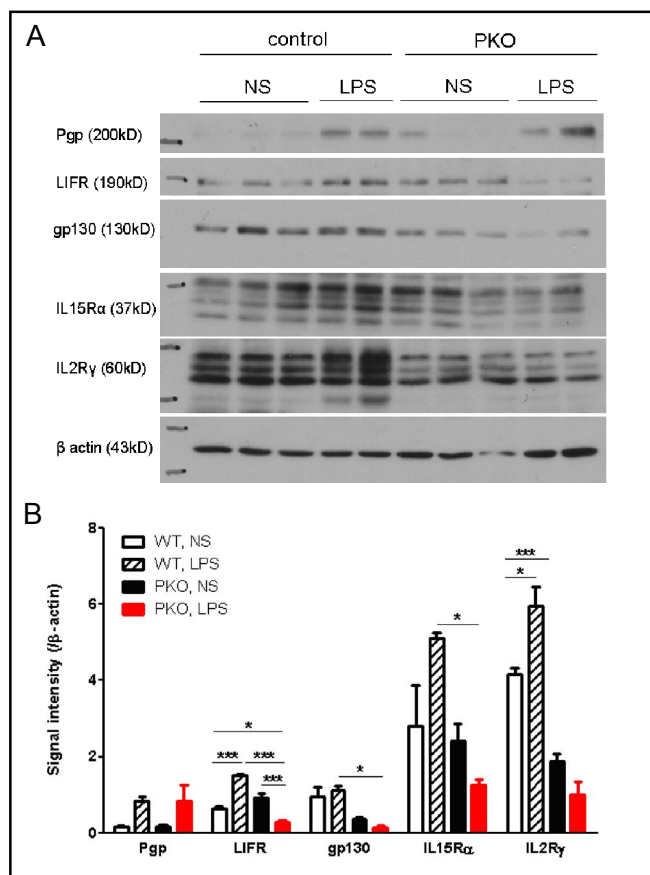 A
control PKO
NS LPS NS LPS
Pgp (200kD)
LIFR (190kD)
gp130 (130kD)
IL15Rα (37kD)
IL2Rγ (60kD)
β actin (43kD)
B
8
6
4
2
0
Signal intensity (/β-actin)
WT, NS
WT, LPS
PKO, NS
PKO, LPS
*
*** ***
***
*
*
***
*
Pgp LIFR gp130 IL15Rα IL2Rγ